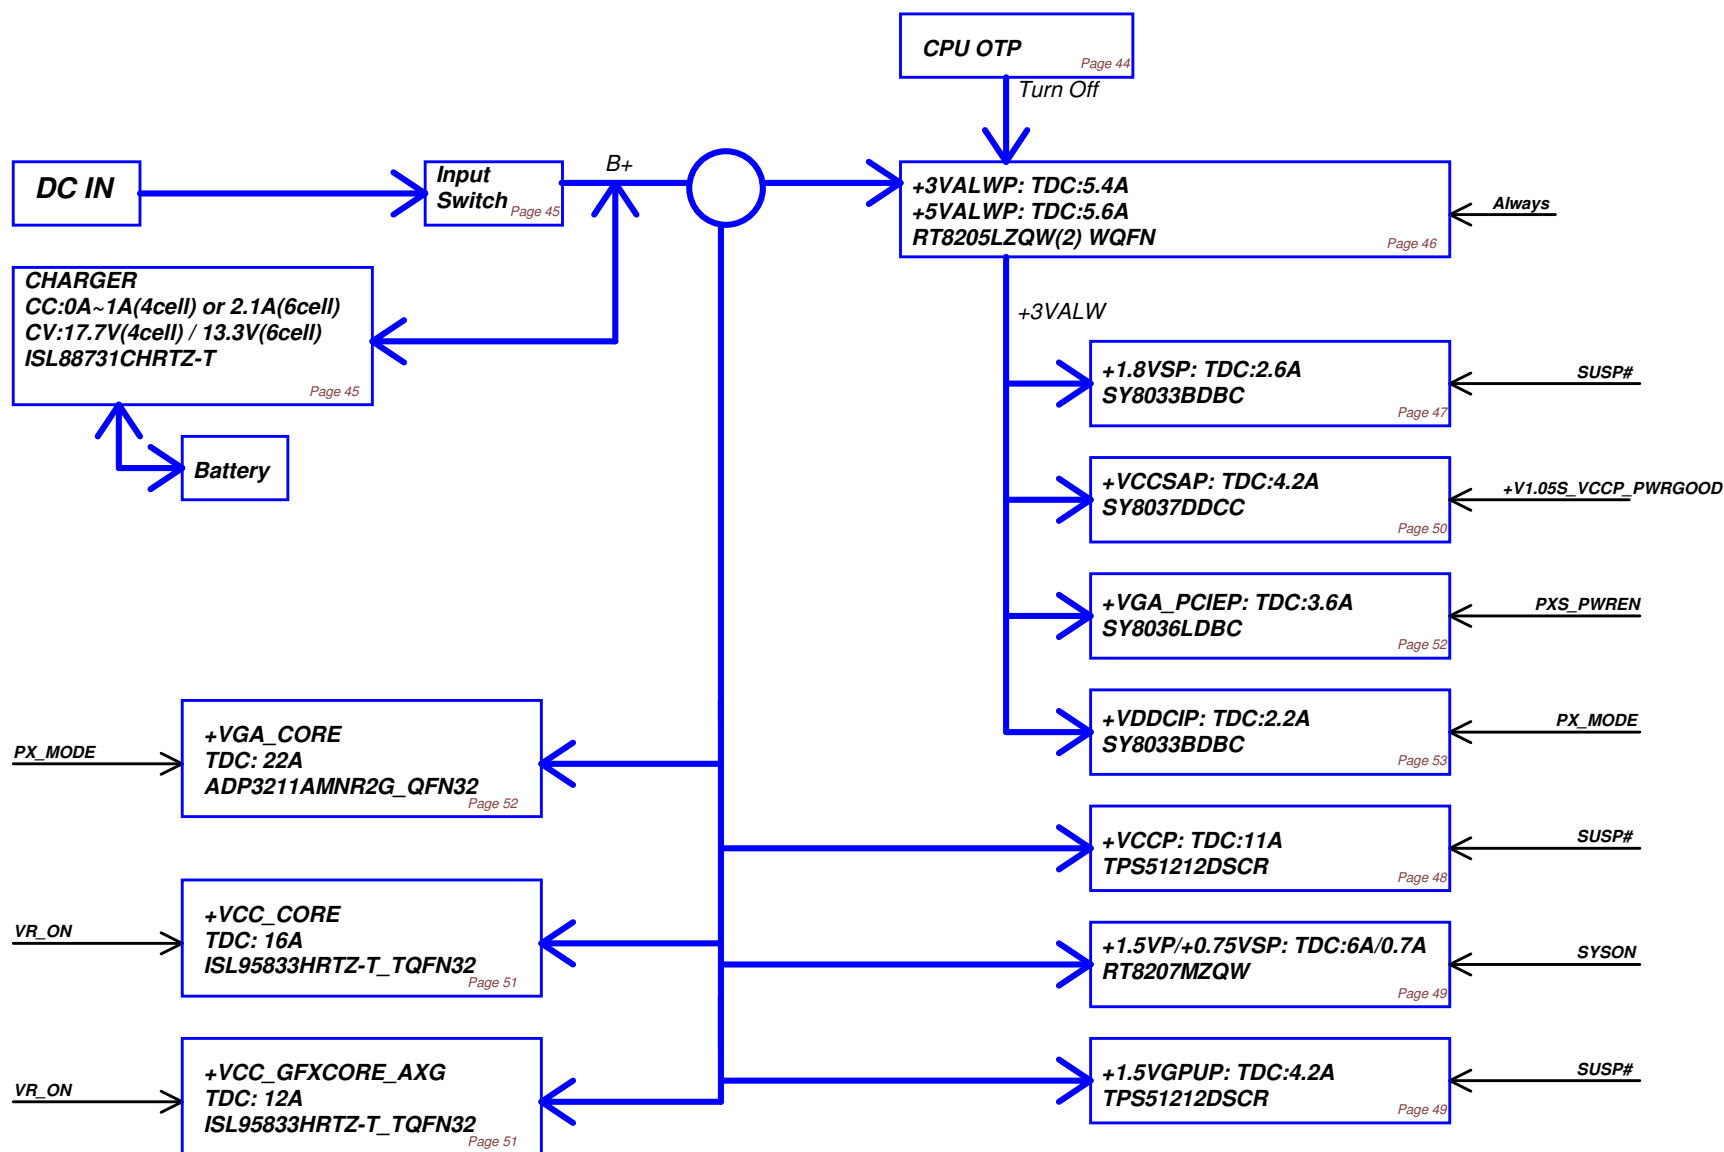 CPU OTP
Page 44
Turn Off
DC IN
Input
Switch
Page 45
B+
+3VALWP: TDC:5.4A
+5VALWP: TDC:5.6A
RT8205LZQW(2) WQFN
Page 46
Always
CHARGER
CC:0A~1A(4cell) or 2.1A(6cell)
CV:17.7V(4cell) / 13.3V(6cell)
ISL88731CHRTZ-T
Page 45
Battery
+3VALW
+1.8VSP: TDC:2.6A
SY8033BDBC
Page 47
SUSP#
+VCCSAP: TDC:4.2A
SY8037DDCC
Page 50
+V1.05S_VCCP_PWRGOOD
+VGA_PCIEP: TDC:3.6A
SY8036LDBC
Page 52
PXS_PWREN
+VDDCIP: TDC:2.2A
SY8033BDBC
Page 53
PX_MODE
PX_MODE
+VGA_CORE
TDC: 22A
ADP3211AMNR2G_QFN32
Page 52
+VCCP: TDC:11A
TPS51212DSCR
Page 48
SUSP#
VR_ON
+VCC_CORE
TDC: 16A
ISL95833HRTZ-T_TQFN32
Page 51
+1.5VP/+0.75VSP: TDC:6A/0.7A
RT8207MZQW
Page 49
SYSON
VR_ON
+VCC_GFXCORE_AXG
TDC: 12A
ISL95833HRTZ-T_TQFN32
Page 51
+1.5VGPUP: TDC:4.2A
TPS51212DSCR
Page 49
SUSP#